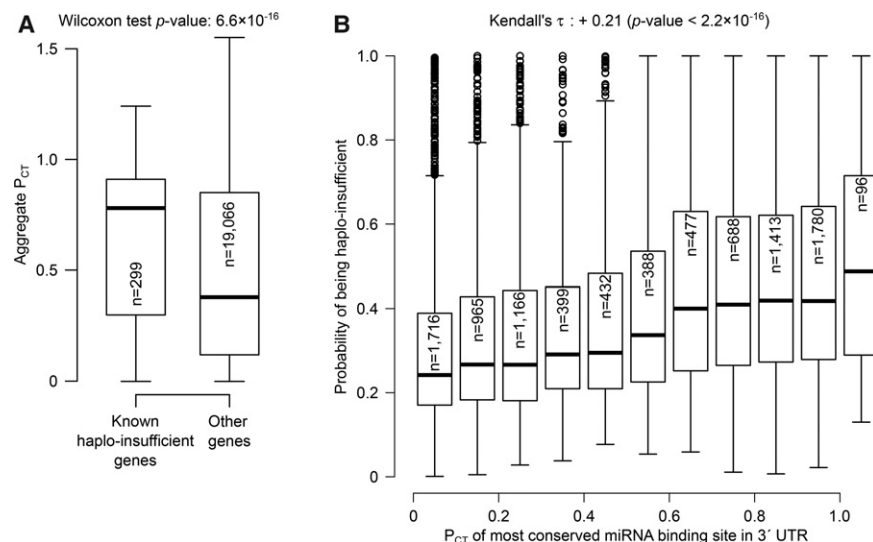 A
Wilcoxon test p-value: 6.6×10⁻¹⁶
Aggregate P_CT
1.5
1.0
0.5
0
n=299
n=19,066
Known
haplo-insufficient
genes
Other
genes
B
Kendall's τ : + 0.21 (p-value < 2.2×10⁻¹⁶)
Probability of being haplo-insufficient
1.0
0.8
0.6
0.4
0.2
0
n=1,716
n=965
n=1,166
n=399
n=432
n=388
n=477
n=688
n=1,413
n=1,780
n=96
0
0.2
0.4
0.6
0.8
1.0
P_CT of most conserved miRNA binding site in 3´ UTR